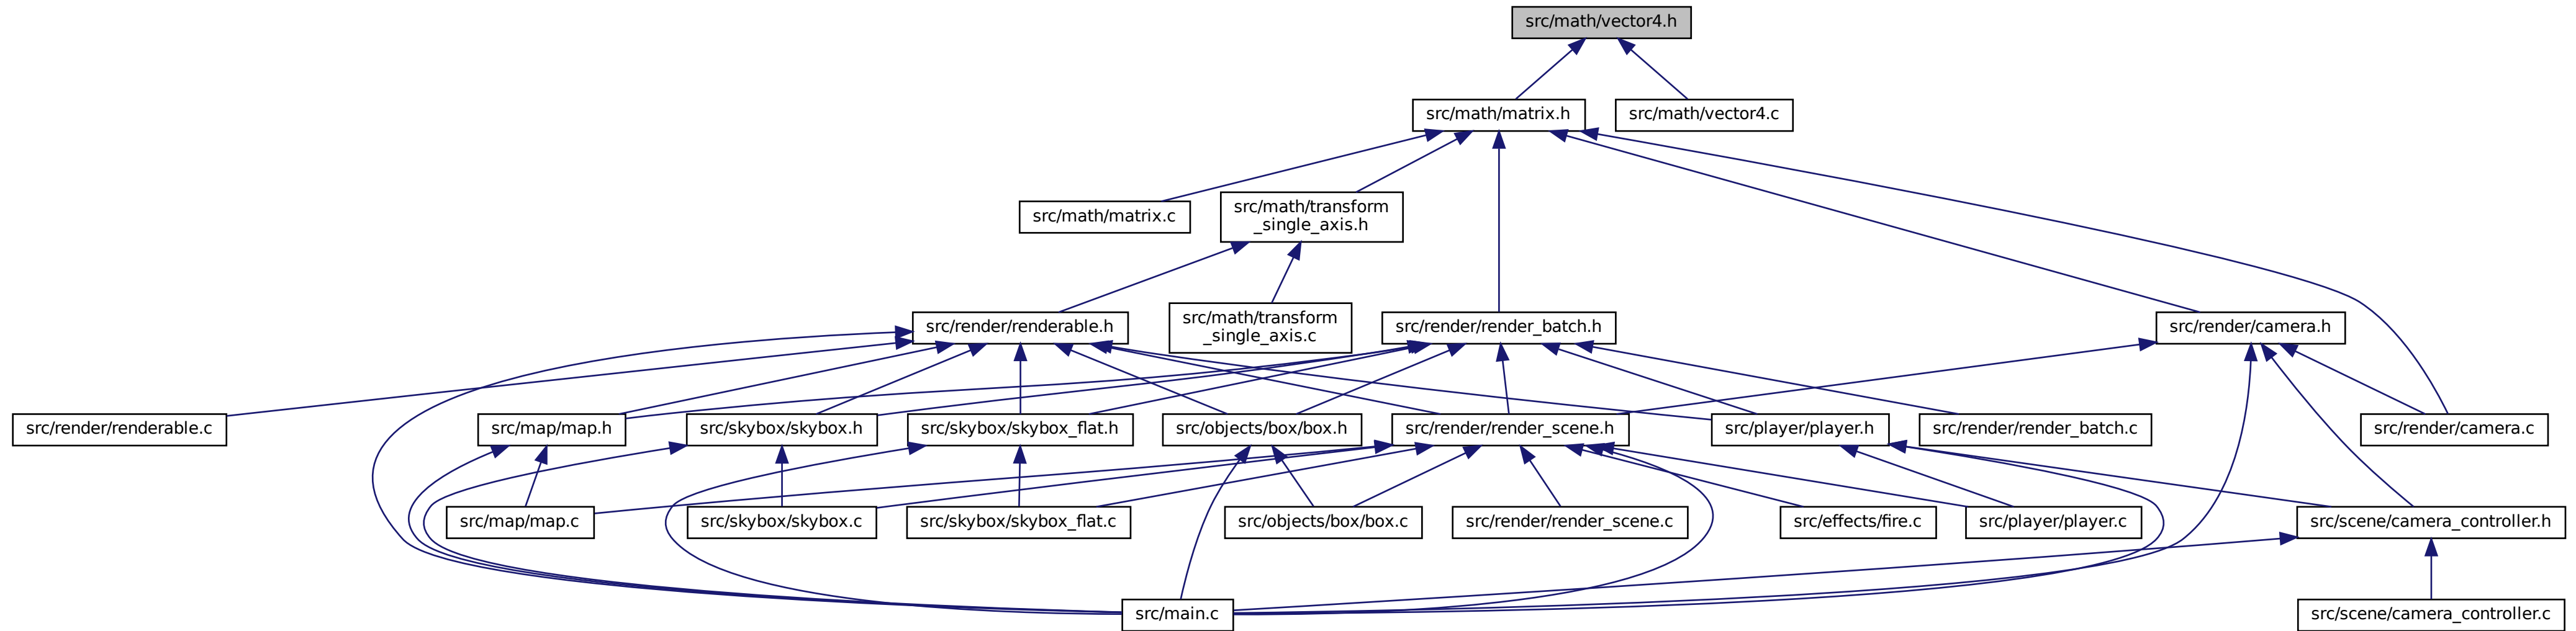 src/math/vector4.h
src/math/matrix.h
src/math/vector4.c
src/math/matrix.c
src/math/transform
_single_axis.h
src/math/transform
_single_axis.c
src/render/renderable.h
src/render/render_batch.h
src/render/camera.h
src/render/renderable.c
src/map/map.h
src/skybox/skybox.h
src/skybox/skybox_flat.h
src/objects/box/box.h
src/render/render_scene.h
src/player/player.h
src/render/render_batch.c
src/render/camera.c
src/map/map.c
src/skybox/skybox.c
src/skybox/skybox_flat.c
src/objects/box/box.c
src/render/render_scene.c
src/effects/fire.c
src/player/player.c
src/scene/camera_controller.h
src/main.c
src/scene/camera_controller.c